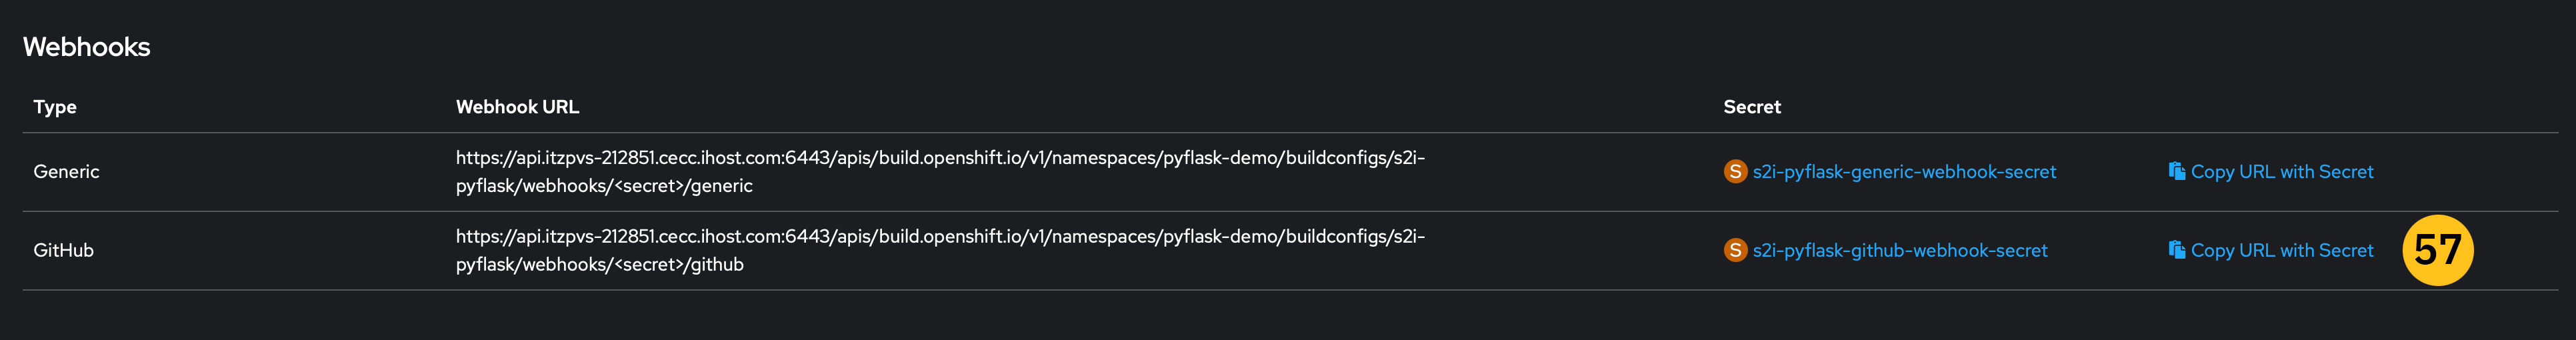 Webhooks
Type Webhook URL Secret
Generic https://api.itzpvs-212851.cecc.ihost.com:6443/apis/build.openshift.io/v1/namespaces/pyflask-demo/buildconfigs/s2i-
pyflask/webhooks/<secret>/generic
S s2i-pyflask-generic-webhook-secret Copy URL with Secret
GitHub https://api.itzpvs-212851.cecc.ihost.com:6443/apis/build.openshift.io/v1/namespaces/pyflask-demo/buildconfigs/s2i-
pyflask/webhooks/<secret>/github
S s2i-pyflask-github-webhook-secret Copy URL with Secret 57